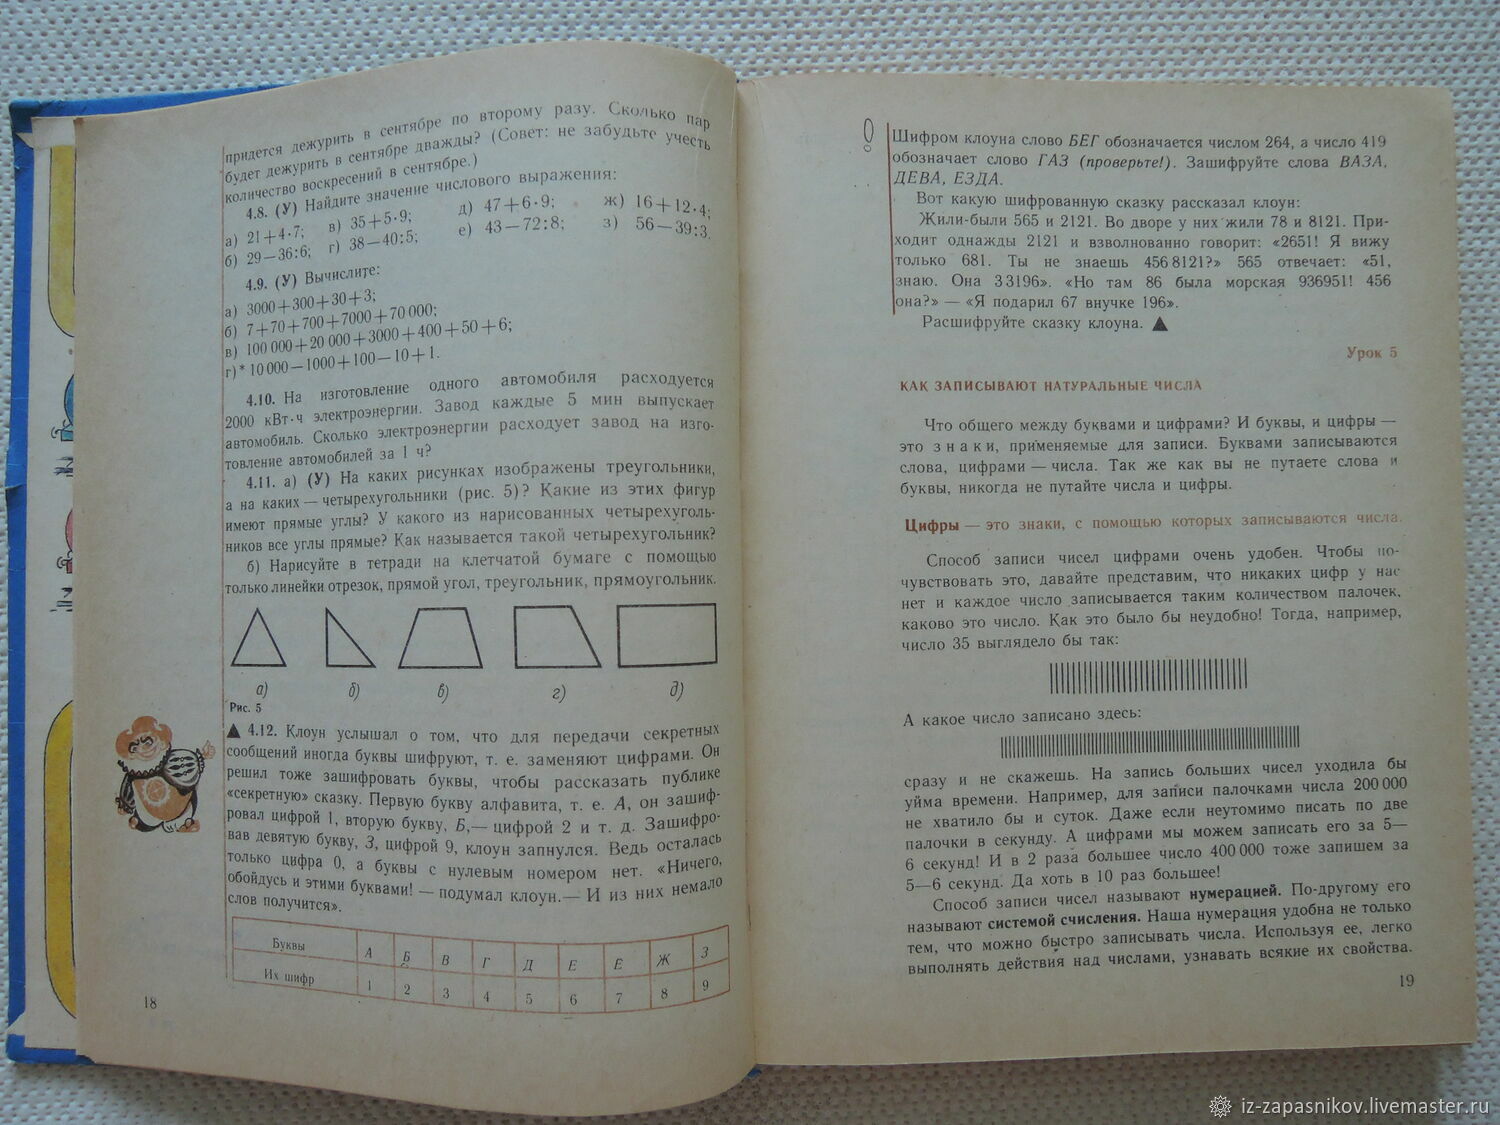 придется дежурить в сентябре по второму разу. Сколько пар
будет дежурить в сентябре дважды? (Совет: не забудьте учесть
количество воскресений в сентябре.)
4.8. (У) Найдите значение числового выражения:
а) 21+4·7; в) 35+5·9; д) 47+6·9; ж) 16+12·4;
б) 29−36:6; г) 38−40:5; е) 43−72:8; з) 56−39:3.
4.9. (У) Вычислите:
а) 3000+300+30+3;
б) 7+70+700+7000+70 000;
в) 100 000+20 000+3000+400+50+6;
г)* 10 000−1000+100−10+1.
4.10. На изготовление одного автомобиля расходуется
2000 кВт·ч электроэнергии. Завод каждые 5 мин выпускает
автомобиль. Сколько электроэнергии расходует завод на изго-
товление автомобилей за 1 ч?
4.11. а) (У) На каких рисунках изображены треугольники,
а на каких — четырехугольники (рис. 5)? Какие из этих фигур
имеют прямые углы? У какого из нарисованных четырехуголь-
ников все углы прямые? Как называется такой четырехугольник?
б) Нарисуйте в тетради на клетчатой бумаге с помощью
только линейки отрезок, прямой угол, треугольник, прямоугольник.
а) б) в) г) д)
Рис. 5
▲ 4.12. Клоун услышал о том, что для передачи секретных
сообщений иногда буквы шифруют, т. е. заменяют цифрами. Он
решил тоже зашифровать буквы, чтобы рассказать публике
«секретную» сказку. Первую букву алфавита, т. е. А, он зашиф-
ровал цифрой 1, вторую букву, Б,— цифрой 2 и т. д. Зашифро-
вав девятую букву, З, цифрой 9, клоун запнулся. Ведь осталась
только цифра 0, а буквы с нулевым номером нет. «Ничего,
обойдусь и этими буквами! — подумал клоун.— И из них немало
слов получится».
Буквы А Б В Г Д Е Ё Ж З
Их шифр 1 2 3 4 5 6 7 8 9
18
Шифром клоуна слово БЕГ обозначается числом 264, а число 419
обозначает слово ГАЗ (проверьте!). Зашифруйте слова ВАЗА,
ДЕВА, ЕЗДА.
Вот какую шифрованную сказку рассказал клоун:
Жили-были 565 и 2121. Во дворе у них жили 78 и 8121. При-
ходит однажды 2121 и взволнованно говорит: «2651! Я вижу
только 681. Ты не знаешь 456 8121?» 565 отвечает: «51,
знаю. Она 3 3196». «Но там 86 была морская 936951! 456
она?» — «Я подарил 67 внучке 196».
Расшифруйте сказку клоуна. ▲
Урок 5
КАК ЗАПИСЫВАЮТ НАТУРАЛЬНЫЕ ЧИСЛА
Что общего между буквами и цифрами? И буквы, и цифры —
это знаки, применяемые для записи. Буквами записываются
слова, цифрами — числа. Так же как вы не путаете слова и
буквы, никогда не путайте числа и цифры.
Цифры — это знаки, с помощью которых записываются числа.
Способ записи чисел цифрами очень удобен. Чтобы по-
чувствовать это, давайте представим, что никаких цифр у нас
нет и каждое число записывается таким количеством палочек,
каково это число. Как это было бы неудобно! Тогда, например,
число 35 выглядело бы так:
А какое число записано здесь:
сразу и не скажешь. На запись больших чисел уходила бы
уйма времени. Например, для записи палочками числа 200 000
не хватило бы и суток. Даже если неутомимо писать по две
палочки в секунду. А цифрами мы можем записать его за 5—
6 секунд! И в 2 раза большее число 400 000 тоже запишем за
5—6 секунд. Да хоть в 10 раз большее!
Способ записи чисел называют нумерацией. По-другому его
называют системой счисления. Наша нумерация удобна не только
тем, что можно быстро записывать числа. Используя ее, легко
выполнять действия над числами, узнавать всякие их свойства.
19
iz-zapasnikov.livemaster.ru